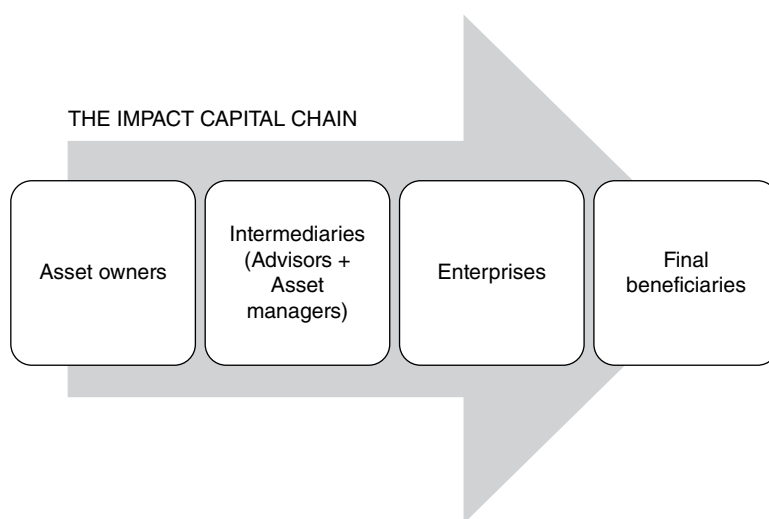 THE IMPACT CAPITAL CHAIN
Asset owners
Intermediaries
(Advisors +
Asset
managers)
Enterprises
Final
beneficiaries